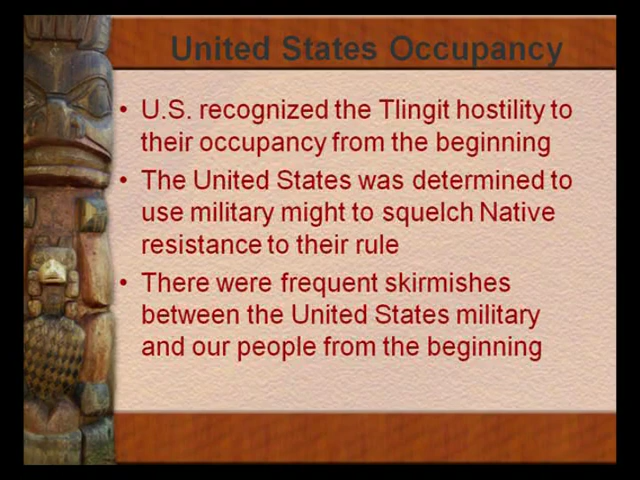 United States Occupancy
• U.S. recognized the Tlingit hostility to
their occupancy from the beginning
• The United States was determined to
use military might to squelch Native
resistance to their rule
• There were frequent skirmishes
between the United States military
and our people from the beginning